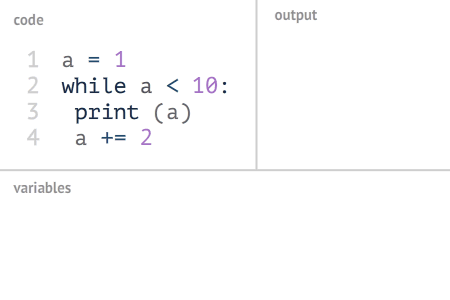 code
output
1 a = 1
2 while a < 10:
3 print (a)
4 a += 2
variables